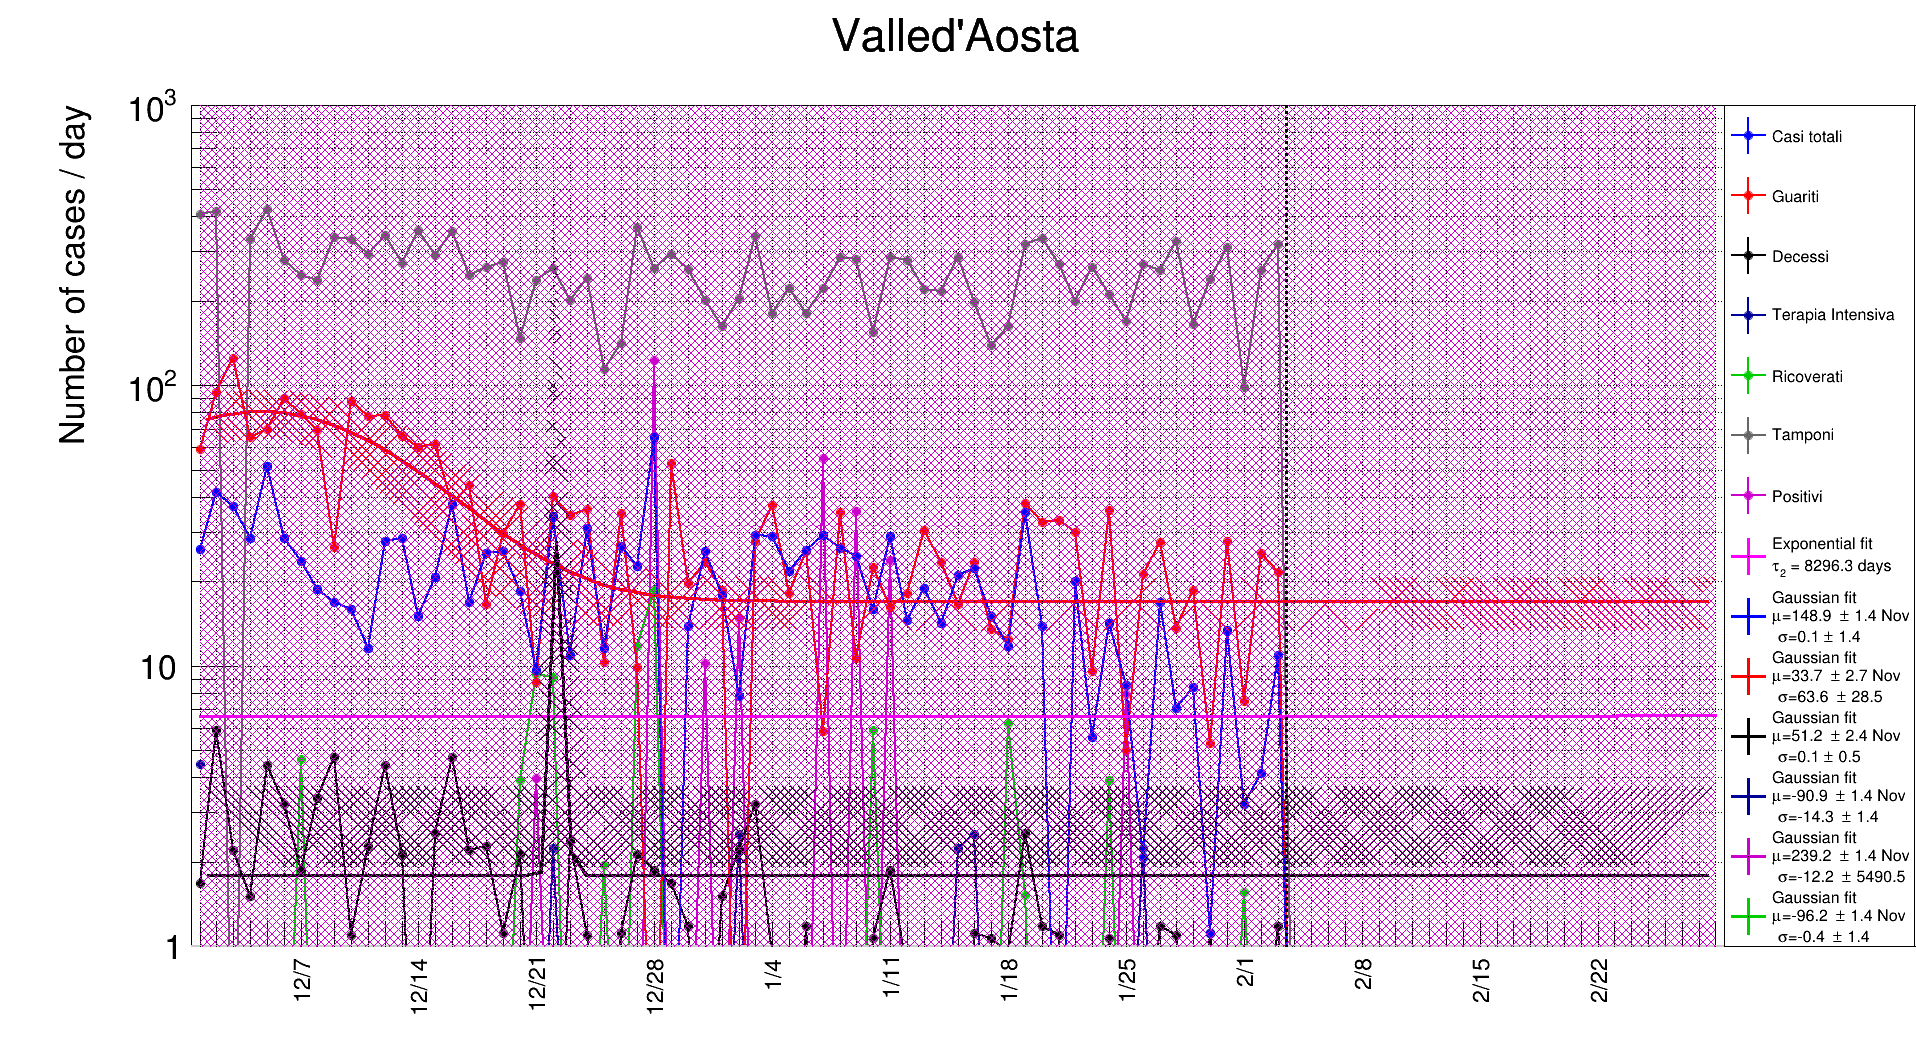 Valled'Aosta
Number of cases / day
10³
10²
10
1
12/7
12/14
12/21
12/28
1/4
1/11
1/18
1/25
2/1
2/8
2/15
2/22
Casi totali
Guariti
Decessi
Terapia Intensiva
Ricoverati
Tamponi
Positivi
Exponential fit
τ₂ = 8296.3 days
Gaussian fit
μ=148.9 ± 1.4 Nov
σ=0.1 ± 1.4
Gaussian fit
μ=33.7 ± 2.7 Nov
σ=63.6 ± 28.5
Gaussian fit
μ=51.2 ± 2.4 Nov
σ=0.1 ± 0.5
Gaussian fit
μ=-90.9 ± 1.4 Nov
σ=-14.3 ± 1.4
Gaussian fit
μ=239.2 ± 1.4 Nov
σ=-12.2 ± 5490.5
Gaussian fit
μ=-96.2 ± 1.4 Nov
σ=-0.4 ± 1.4